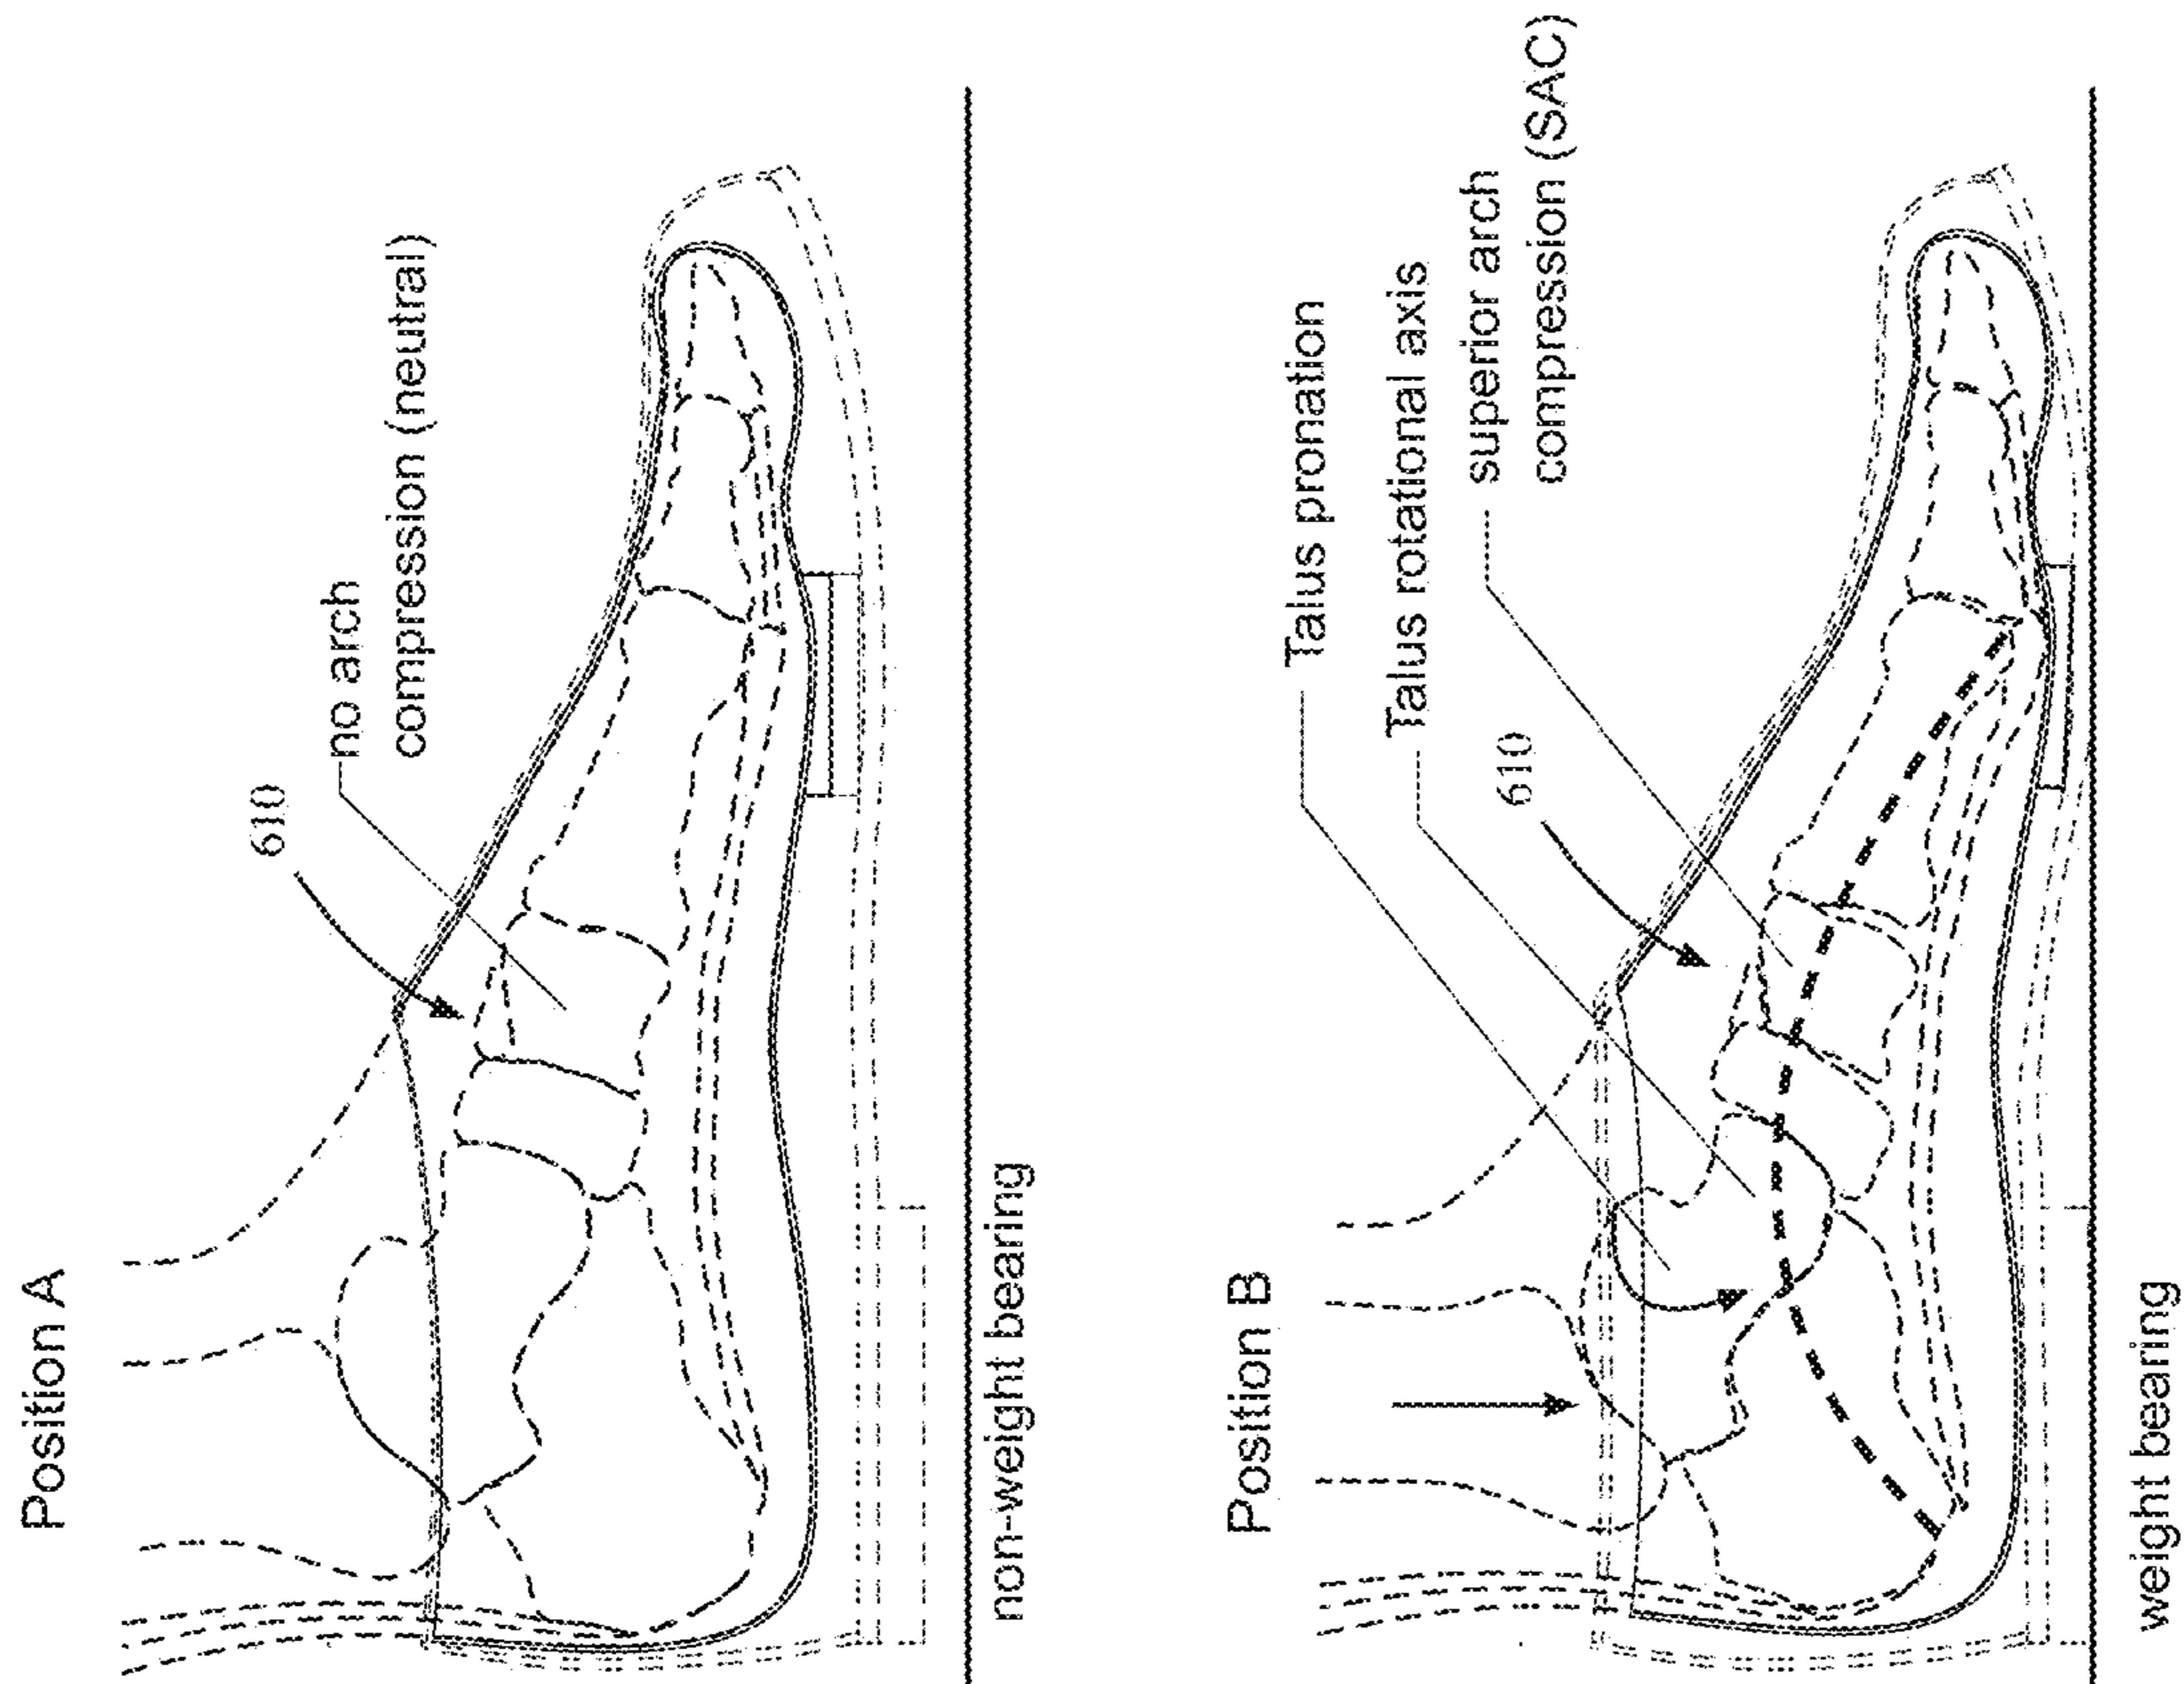 Position A
610
no arch
compression (neutral)
non-weight bearing
Position B
Talus pronation
Talus rotational axis
superior arch
compression (SAC)
610
weight bearing